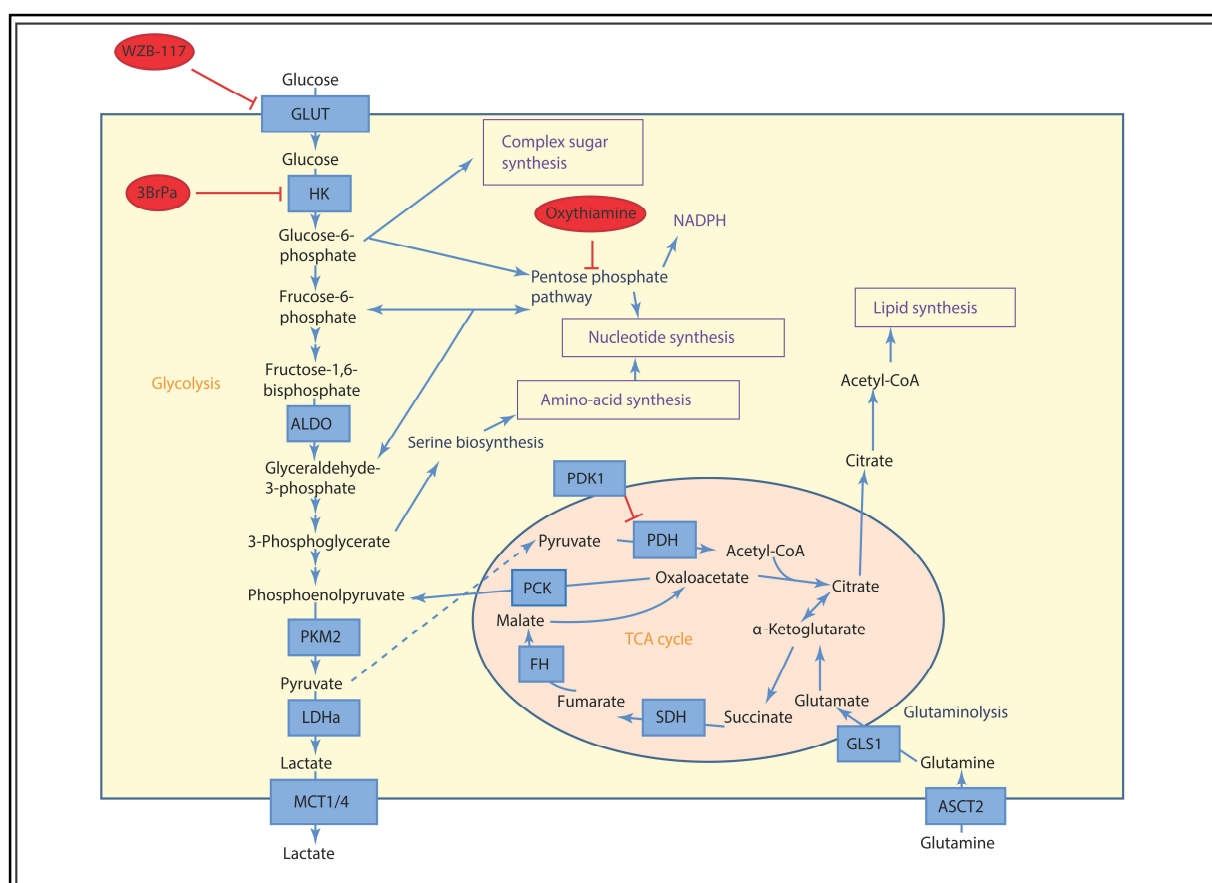 WZB-117
Glucose
GLUT
Glucose
3BrPa
HK
Glucose-6-
phosphate
Frucose-6-
phosphate
Glycolysis
Fructose-1,6-
bisphosphate
ALDO
Glyceraldehyde-
3-phosphate
3-Phosphoglycerate
Phosphoenolpyruvate
PKM2
Pyruvate
LDHa
Lactate
MCT1/4
Lactate
Complex sugar
synthesis
Oxythiamine
NADPH
Pentose phosphate
pathway
Nucleotide synthesis
Amino-acid synthesis
Serine biosynthesis
Lipid synthesis
Acetyl-CoA
Citrate
PDK1
Pyruvate
PDH
Acetyl-CoA
PCK
Oxaloacetate
Citrate
Malate
TCA cycle
α-Ketoglutarate
FH
Fumarate
SDH
Succinate
Glutamate
Glutaminolysis
GLS1
Glutamine
ASCT2
Glutamine